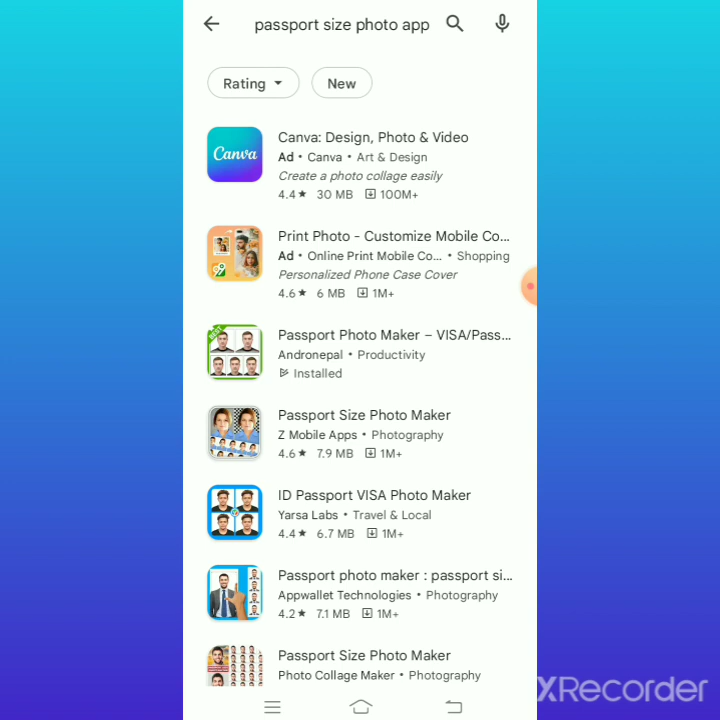 passport size photo app
Rating
New
Canva
Canva: Design, Photo & Video
Ad • Canva • Art & Design
Create a photo collage easily
4.4★ 30 MB 100M+
Print Photo - Customize Mobile Co...
Ad • Online Print Mobile Co... • Shopping
Personalized Phone Case Cover
4.6★ 6 MB 1M+
Passport Photo Maker – VISA/Pass...
Andronepal • Productivity
Installed
Passport Size Photo Maker
Z Mobile Apps • Photography
4.6★ 7.9 MB 1M+
ID Passport VISA Photo Maker
Yarsa Labs • Travel & Local
4.4★ 6.7 MB 1M+
Passport photo maker : passport si...
Appwallet Technologies • Photography
4.2★ 7.1 MB 1M+
Passport Size Photo Maker
Photo Collage Maker • Photography
XRecorder